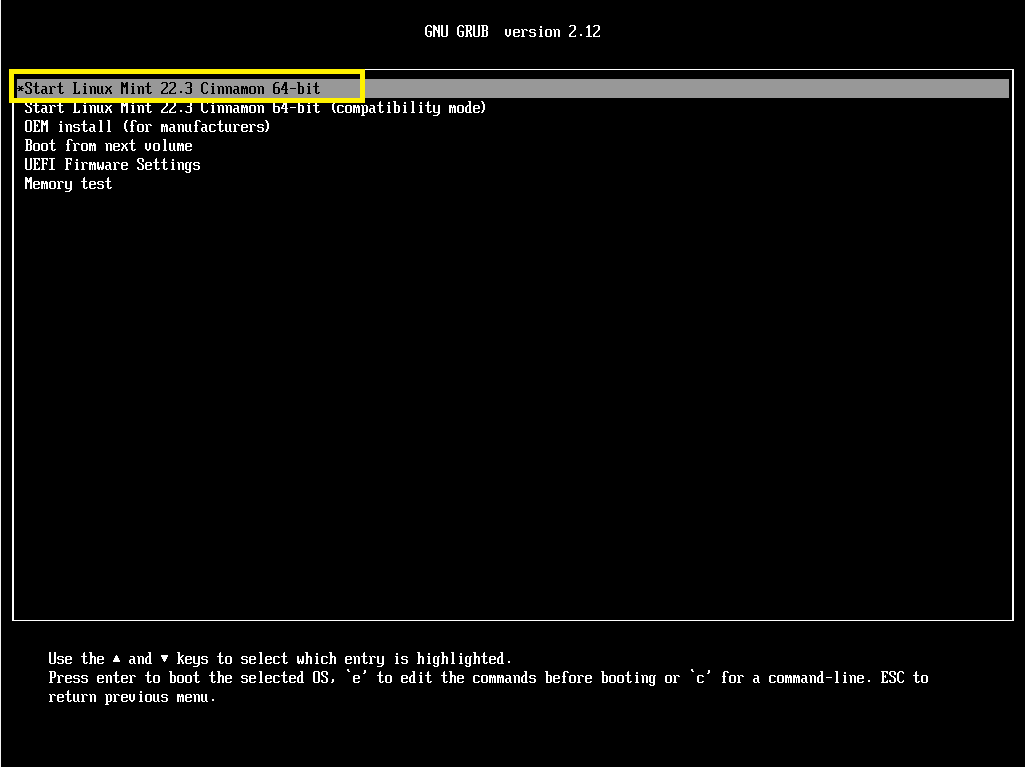 GNU GRUB  version 2.12
*Start Linux Mint 22.3 Cinnamon 64-bit
Start Linux Mint 22.3 Cinnamon 64-bit (compatibility mode)
OEM install (for manufacturers)
Boot from next volume
UEFI Firmware Settings
Memory test
Use the ▲ and ▼ keys to select which entry is highlighted.
Press enter to boot the selected OS, `e' to edit the commands before booting or `c' for a command-line. ESC to
return previous menu.